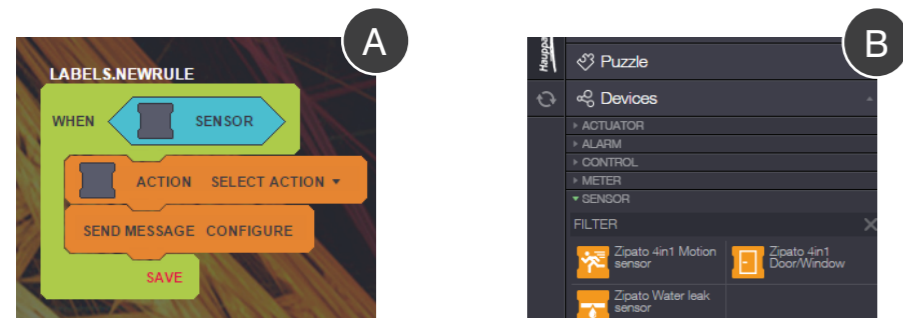 A
LABELS.NEWRULE
WHEN SENSOR
ACTION SELECT ACTION
SEND MESSAGE CONFIGURE
SAVE
B
Puzzle
Devices
ACTUATOR
ALARM
CONTROL
METER
SENSOR
FILTER
Zipato 4in1 Motion
sensor
Zipato 4in1
Door/Window
Zipato Water leak
sensor